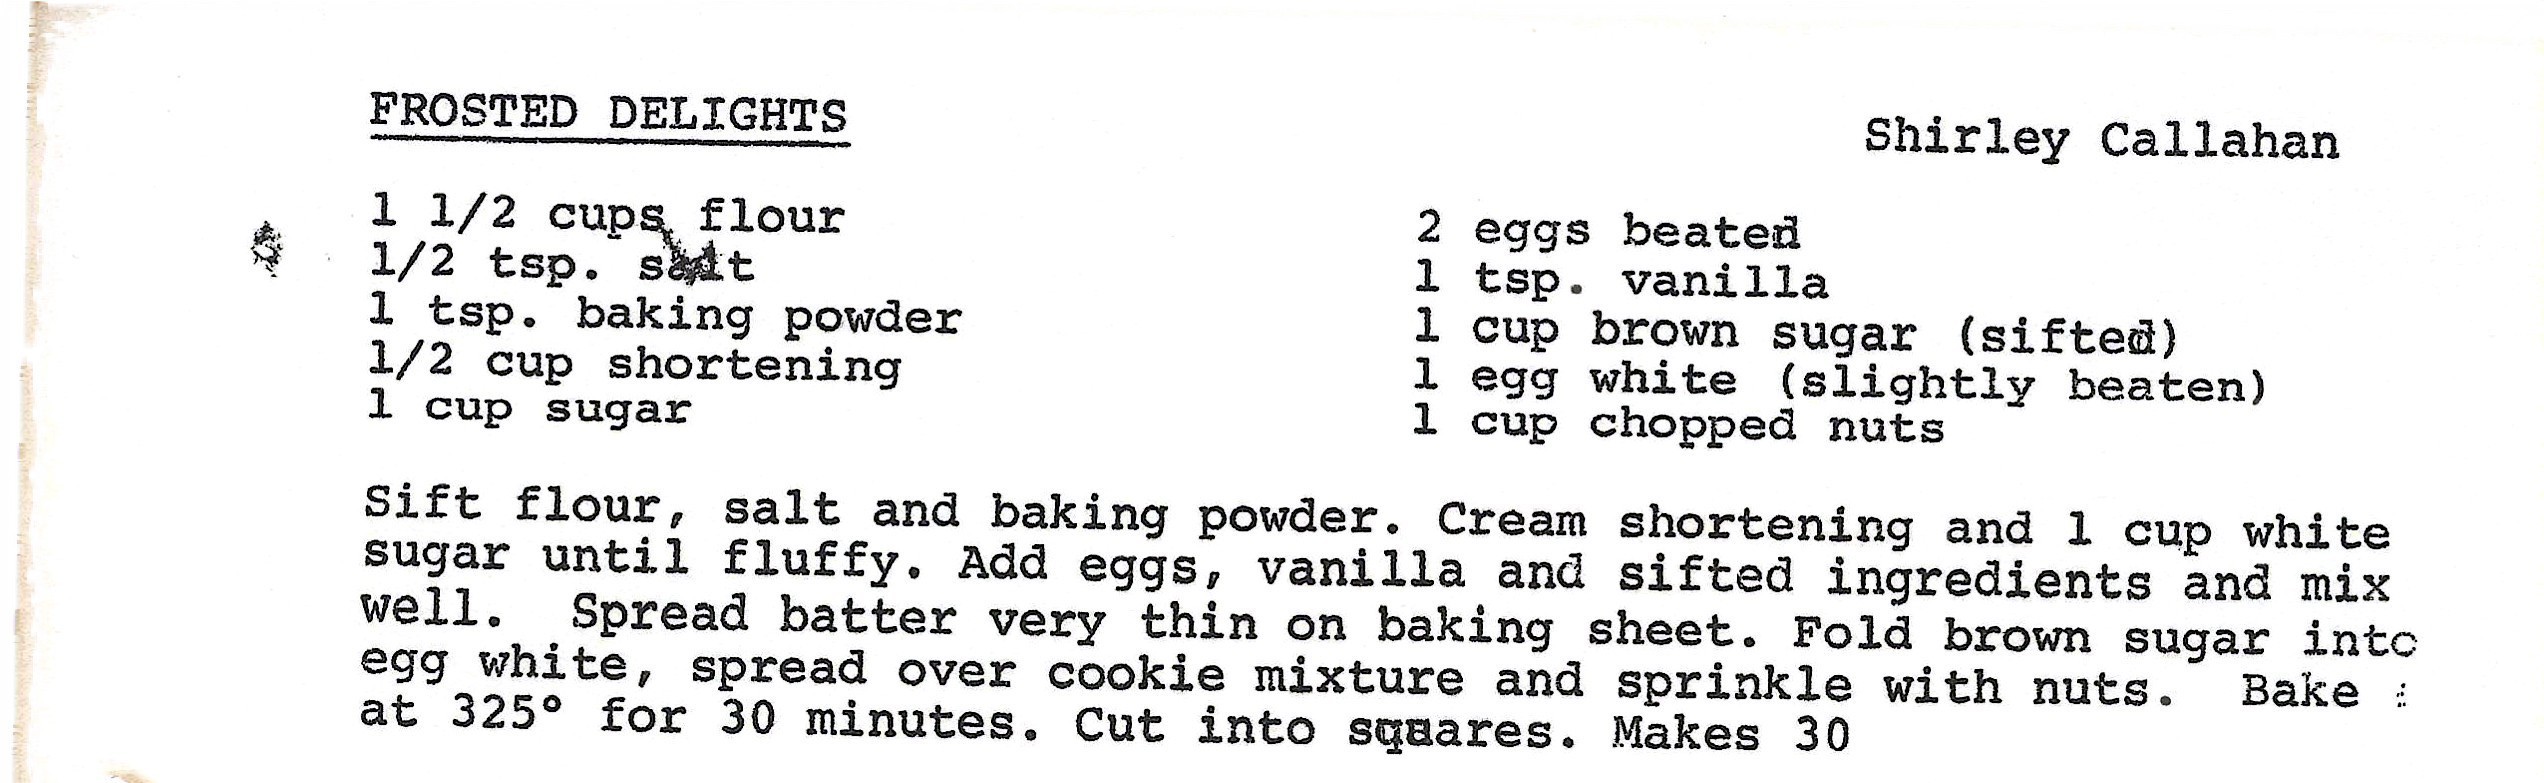 FROSTED DELIGHTS
Shirley Callahan
1 1/2 cups flour
1/2 tsp. salt
1 tsp. baking powder
1/2 cup shortening
1 cup sugar
2 eggs beaten
1 tsp. vanilla
1 cup brown sugar (sifted)
1 egg white (slightly beaten)
1 cup chopped nuts
Sift flour, salt and baking powder. Cream shortening and 1 cup white
sugar until fluffy. Add eggs, vanilla and sifted ingredients and mix
well. Spread batter very thin on baking sheet. Fold brown sugar into
egg white, spread over cookie mixture and sprinkle with nuts. Bake
at 325° for 30 minutes. Cut into squares. Makes 30